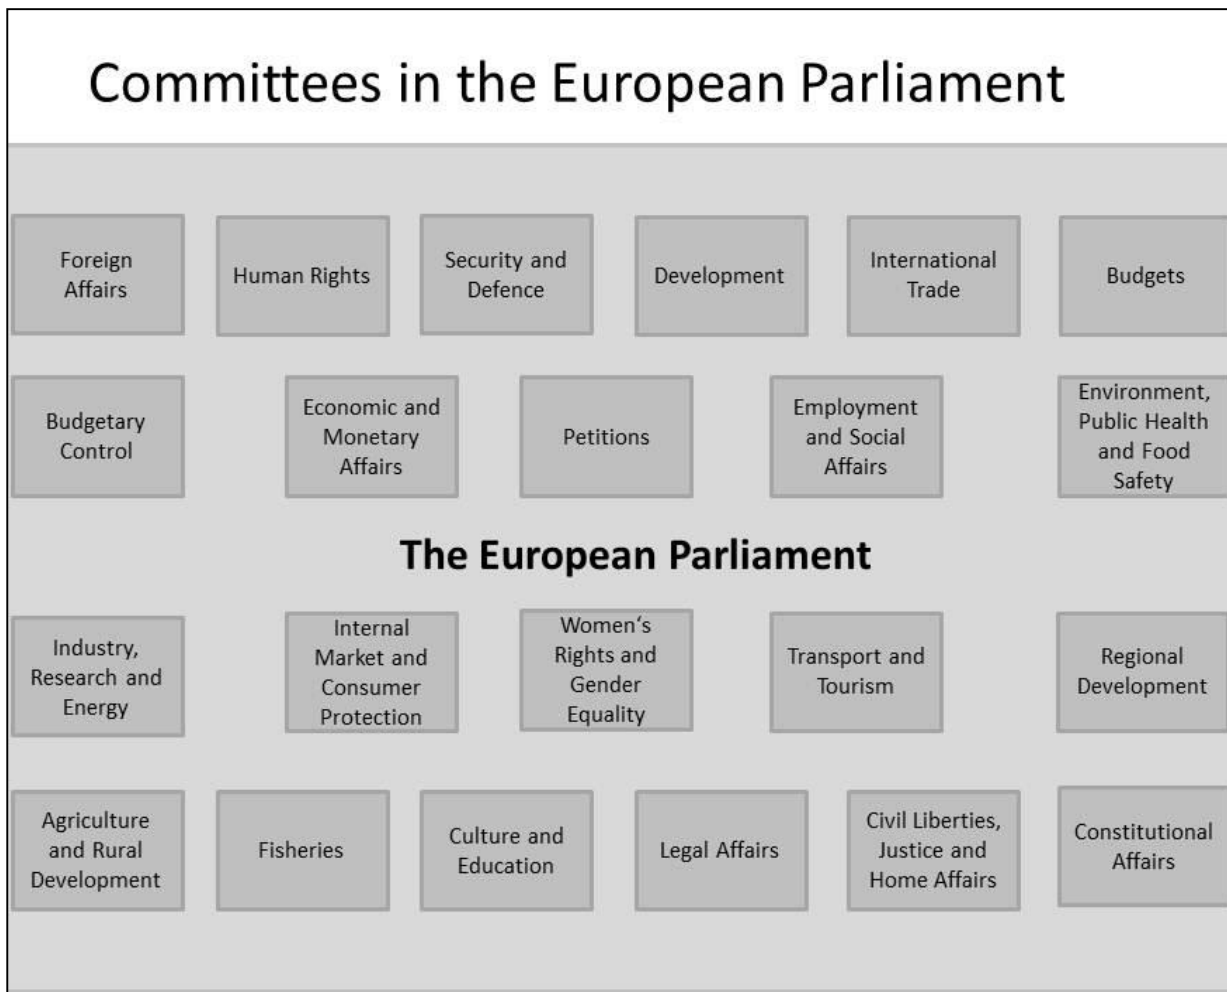 Committees in the European Parliament
Foreign
Affairs
Human Rights
Security and
Defence
Development
International
Trade
Budgets
Budgetary
Control
Economic and
Monetary
Affairs
Petitions
Employment
and Social
Affairs
Environment,
Public Health
and Food
Safety
The European Parliament
Industry,
Research and
Energy
Internal
Market and
Consumer
Protection
Women‘s
Rights and
Gender
Equality
Transport and
Tourism
Regional
Development
Agriculture
and Rural
Development
Fisheries
Culture and
Education
Legal Affairs
Civil Liberties,
Justice and
Home Affairs
Constitutional
Affairs